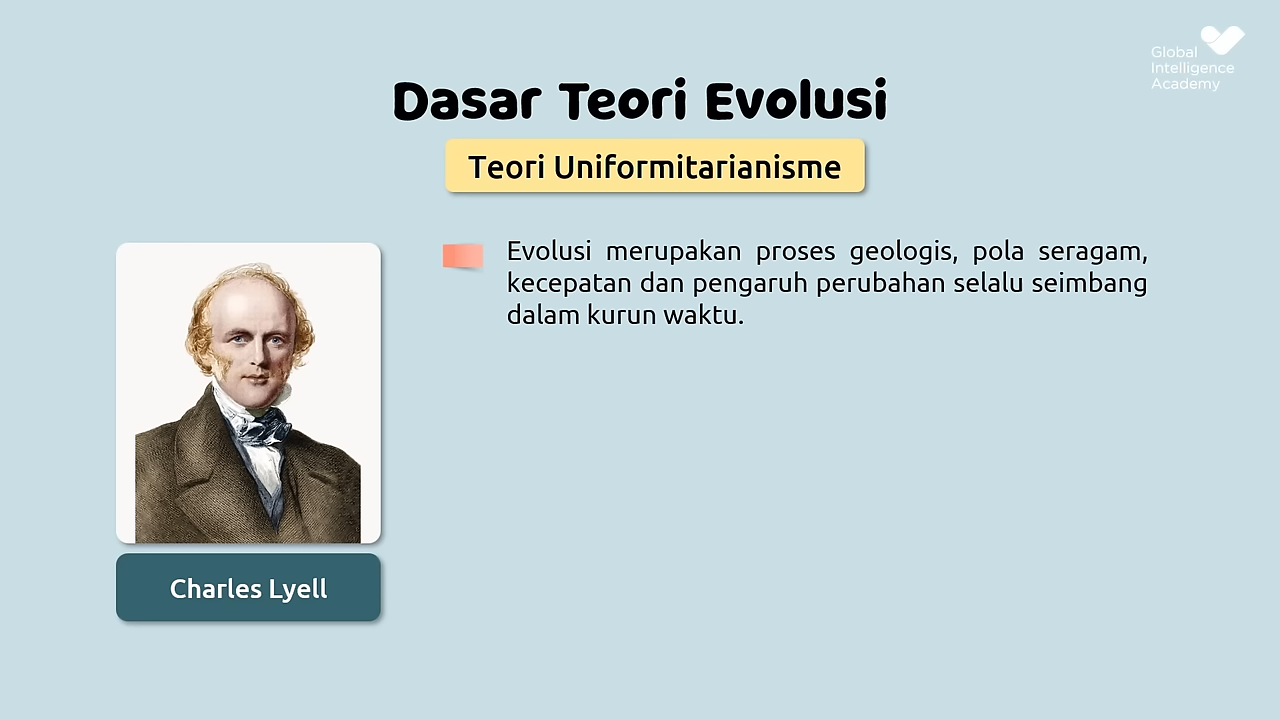 Global
Intelligence
Academy
Dasar Teori Evolusi
Teori Uniformitarianisme
Evolusi merupakan proses geologis, pola seragam,
kecepatan dan pengaruh perubahan selalu seimbang
dalam kurun waktu.
Charles Lyell